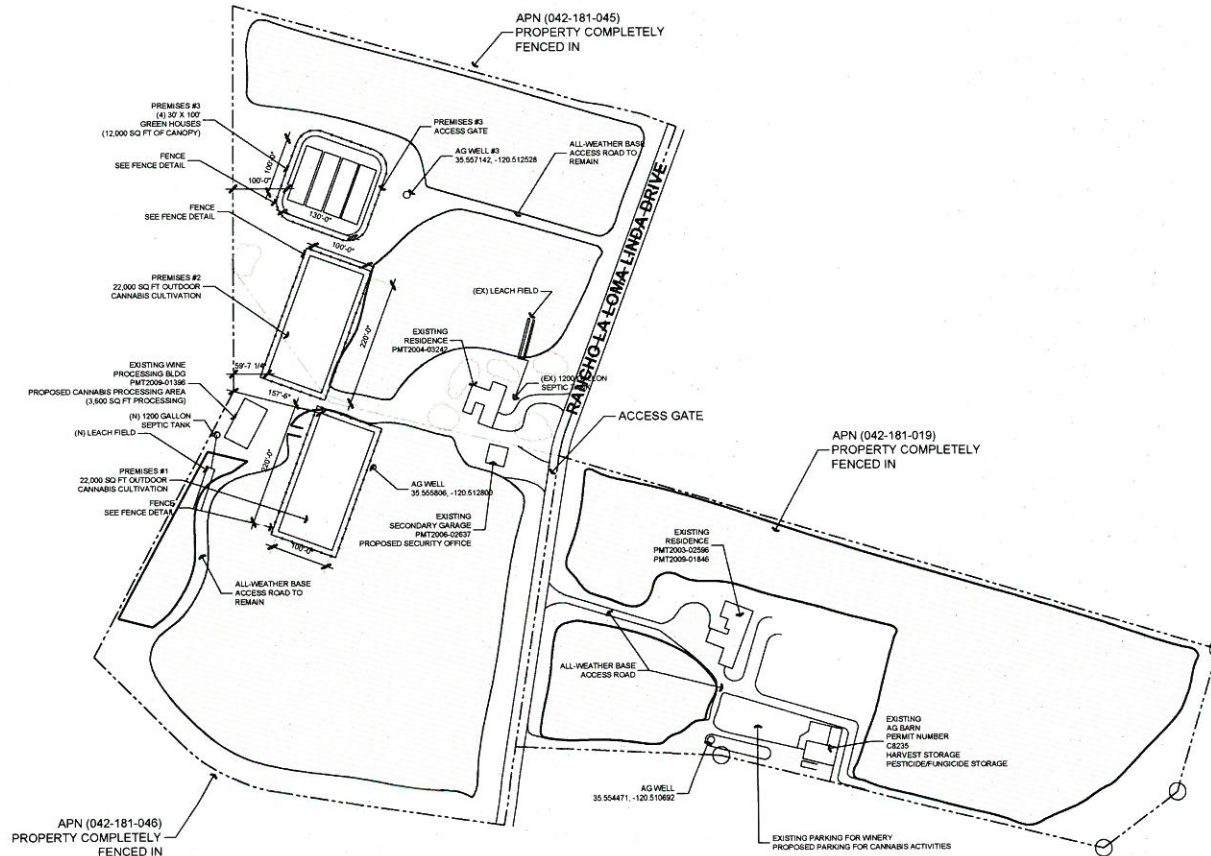 APN (042-181-045)
PROPERTY COMPLETELY
FENCED IN
PREMISES #3
(4) 30' X 100'
GREEN HOUSES
(12,000 SQ FT OF CANOPY)
PREMISES #3
ACCESS GATE
FENCE
SEE FENCE DETAIL
AG WELL #3
35.557142, -120.512528
ALL-WEATHER BASE
ACCESS ROAD TO
REMAIN
100'-0"
100'-0"
130'-0"
FENCE
SEE FENCE DETAIL
100'-0"
RANCHO LA LOMA LINDA DRIVE
PREMISES #2
22,000 SQ FT OUTDOOR
CANNABIS CULTIVATION
220'-0"
(EX) LEACH FIELD
EXISTING
RESIDENCE
PMT2004-03242
EXISTING WINE
PROCESSING BLDG
PMT2009-01396
PROPOSED CANNABIS PROCESSING AREA
(3,600 SQ FT PROCESSING)
59'-7 1/4"
157'-6"
(EX) 1200 GALLON
SEPTIC TANK
ACCESS GATE
(N) 1200 GALLON
SEPTIC TANK
(N) LEACH FIELD
APN (042-181-019)
PROPERTY COMPLETELY
FENCED IN
PREMISES #1
22,000 SQ FT OUTDOOR
CANNABIS CULTIVATION
220'-0"
AG WELL
35.555806, -120.512800
FENCE
SEE FENCE DETAIL
100'-0"
EXISTING
SECONDARY GARAGE
PMT2006-02637
PROPOSED SECURITY OFFICE
EXISTING
RESIDENCE
PMT2003-02596
PMT2009-01846
ALL-WEATHER BASE
ACCESS ROAD TO
REMAIN
ALL-WEATHER BASE
ACCESS ROAD
EXISTING
AG BARN
PERMIT NUMBER
C8235
HARVEST STORAGE
PESTICIDE/FUNGICIDE STORAGE
AG WELL
35.554471, -120.510692
APN (042-181-046)
PROPERTY COMPLETELY
FENCED IN
EXISTING PARKING FOR WINERY
PROPOSED PARKING FOR CANNABIS ACTIVITIES